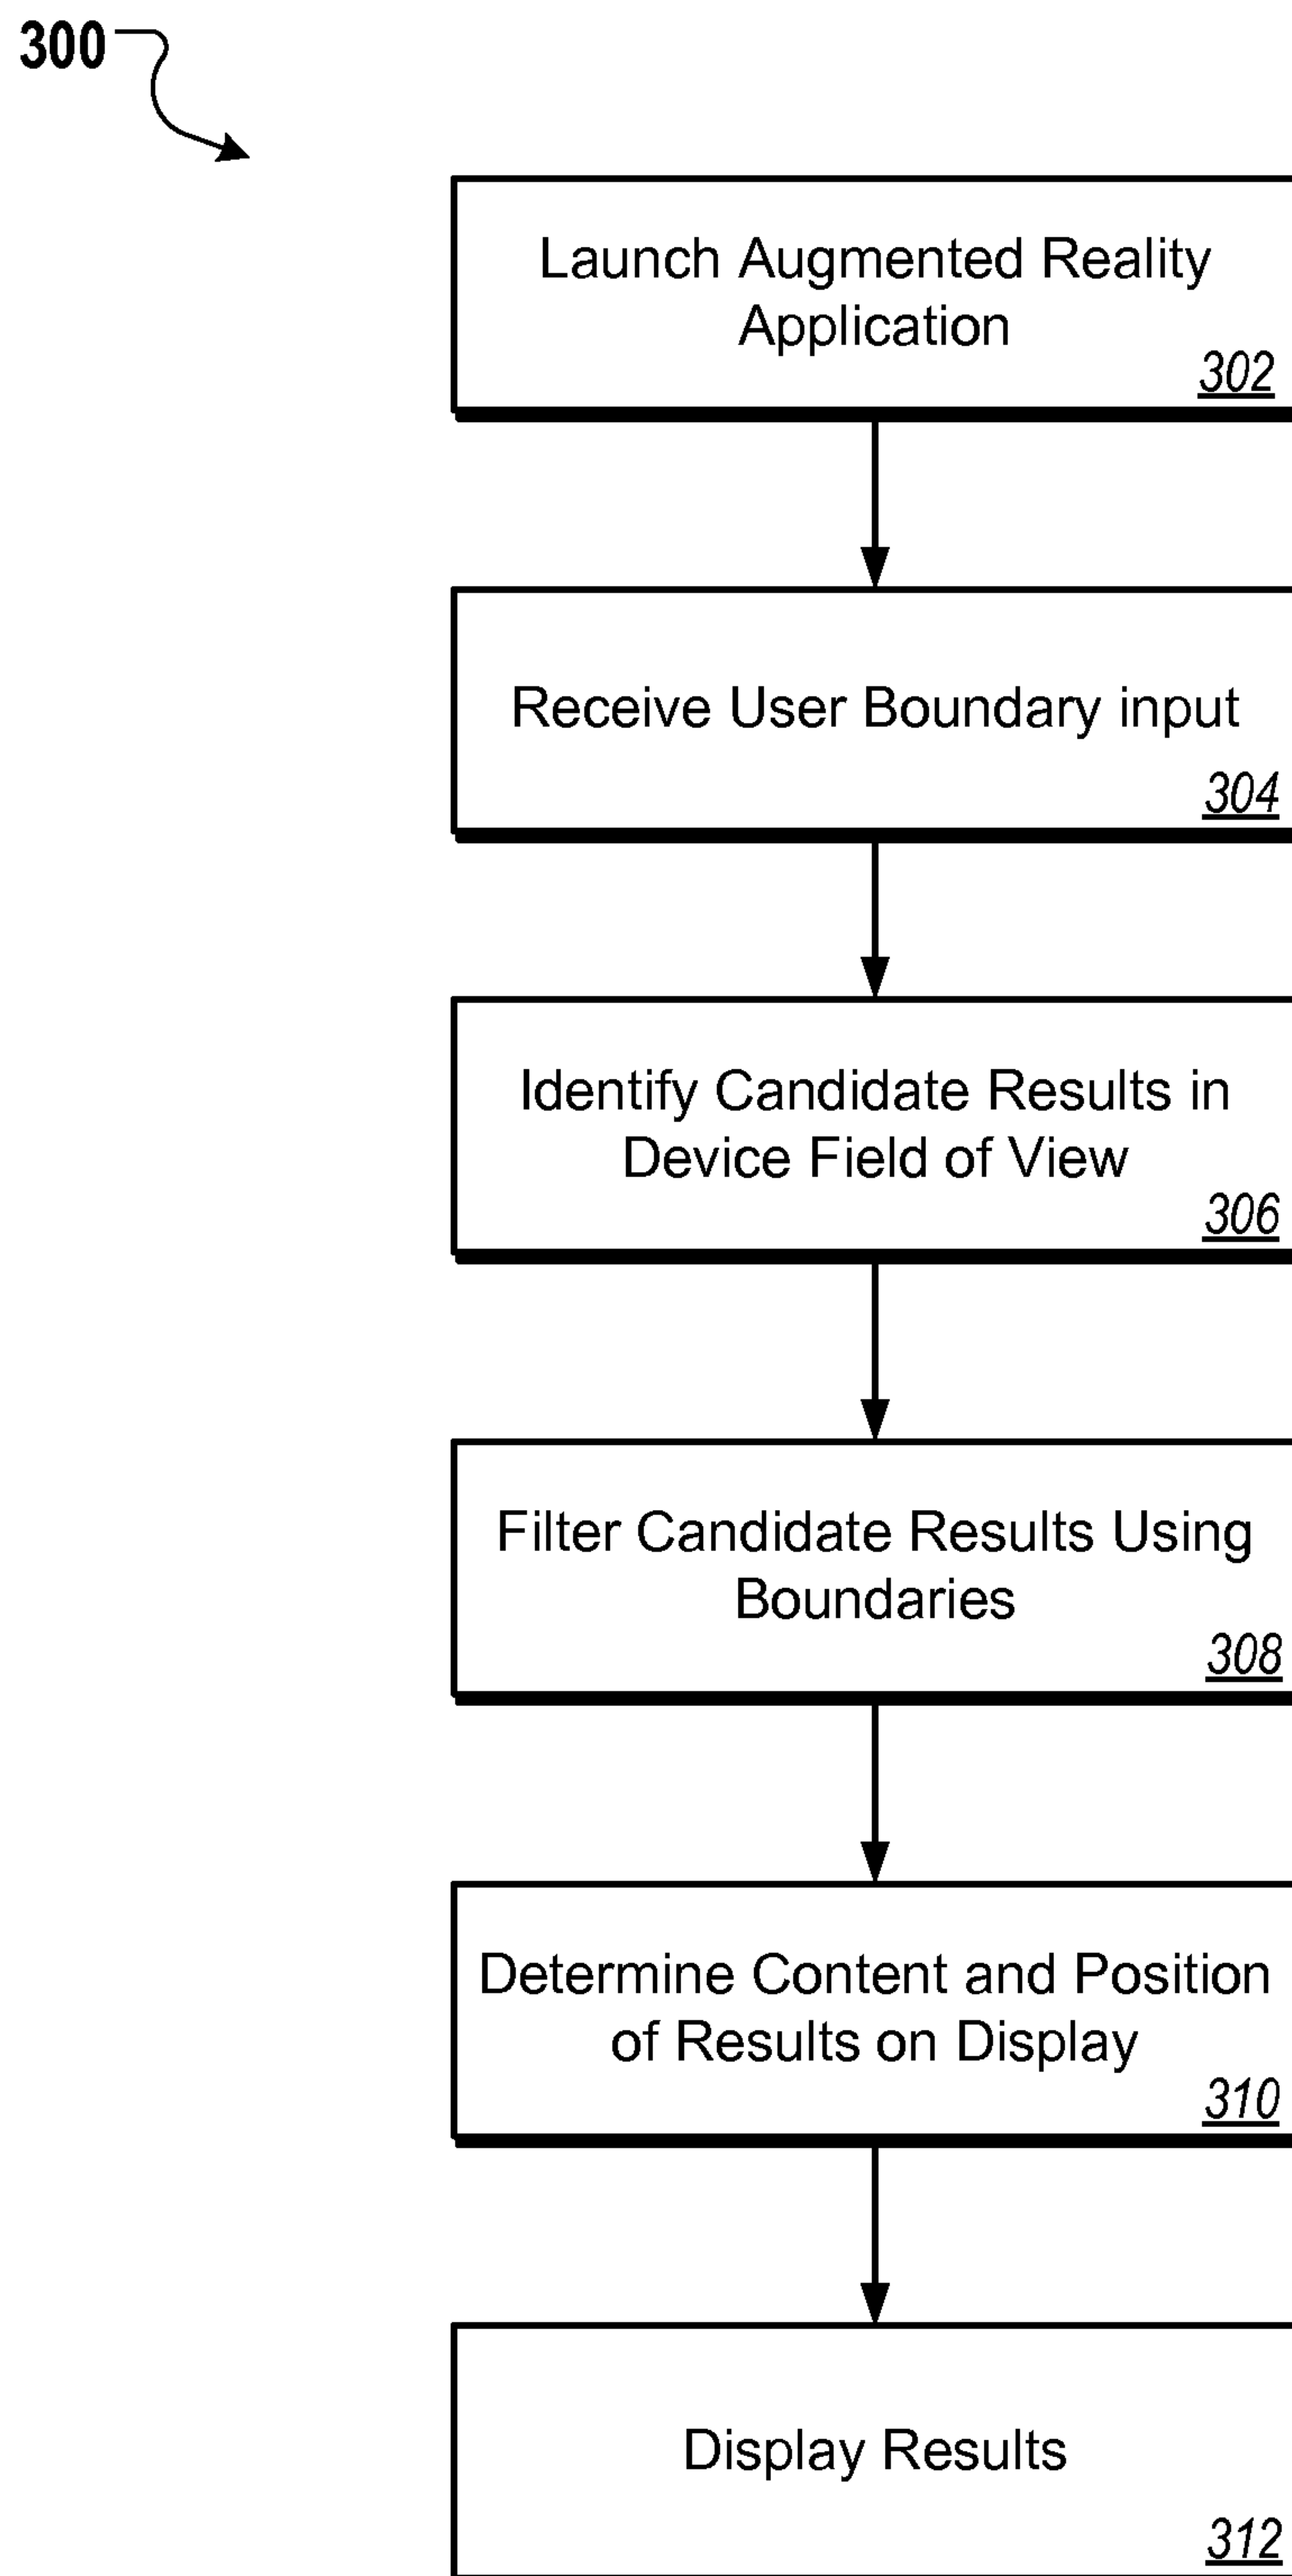 300
Launch Augmented Reality
Application
302
Receive User Boundary input
304
Identify Candidate Results in
Device Field of View
306
Filter Candidate Results Using
Boundaries
308
Determine Content and Position
of Results on Display
310
Display Results
312